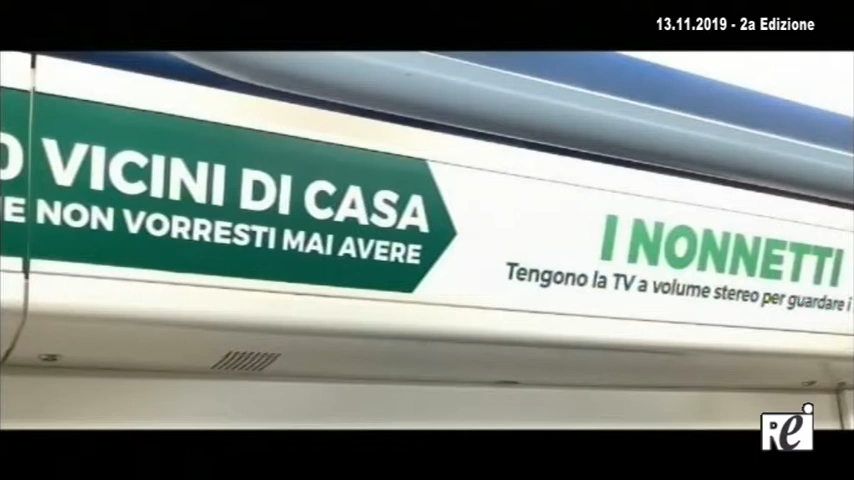 13.11.2019 - 2a Edizione
VICINI DI CASA
NON VORRESTI MAI AVERE
I NONNETTI
Tengono la TV a volume stereo per guardare i
Rei